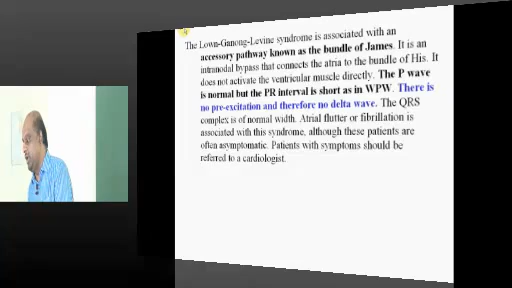 The Lown-Ganong-Levine syndrome is associated with an
accessory pathway known as the bundle of James. It is an
intranodal bypass that connects the atria to the bundle of His. It
does not activate the ventricular muscle directly. The P wave
is normal but the PR interval is short as in WPW. There is
no pre-excitation and therefore no delta wave. The QRS
complex is of normal width. Atrial flutter or fibrillation is
associated with this syndrome, although these patients are
often asymptomatic. Patients with symptoms should be
referred to a cardiologist.